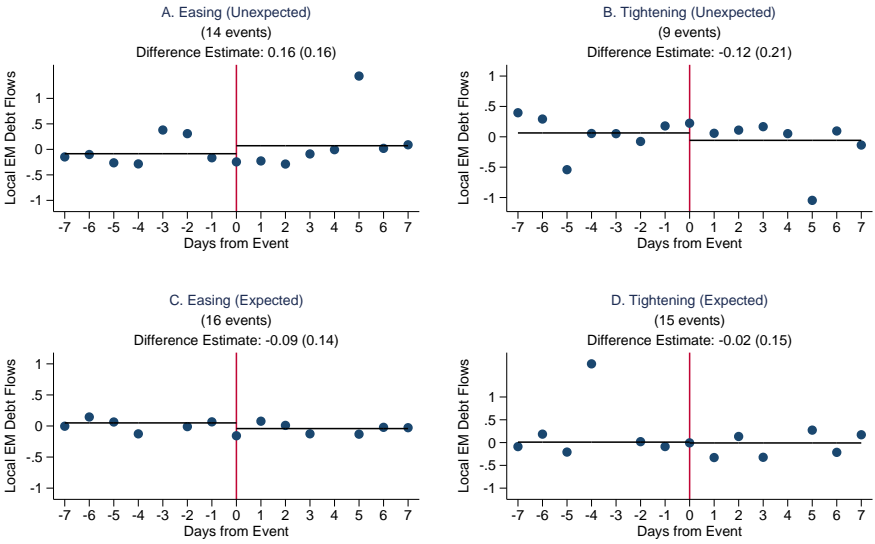 A. Easing (Unexpected)
(14 events)
Difference Estimate: 0.16 (0.16)
Local EM Debt Flows
1
.5
0
-.5
-1
-7 -6 -5 -4 -3 -2 -1 0 1 2 3 4 5 6 7
Days from Event
B. Tightening (Unexpected)
(9 events)
Difference Estimate: -0.12 (0.21)
Local EM Debt Flows
1
.5
0
-.5
-1
-7 -6 -5 -4 -3 -2 -1 0 1 2 3 4 5 6 7
Days from Event
C. Easing (Expected)
(16 events)
Difference Estimate: -0.09 (0.14)
Local EM Debt Flows
1
.5
0
-.5
-1
-7 -6 -5 -4 -3 -2 -1 0 1 2 3 4 5 6 7
Days from Event
D. Tightening (Expected)
(15 events)
Difference Estimate: -0.02 (0.15)
Local EM Debt Flows
1
.5
0
-.5
-1
-7 -6 -5 -4 -3 -2 -1 0 1 2 3 4 5 6 7
Days from Event